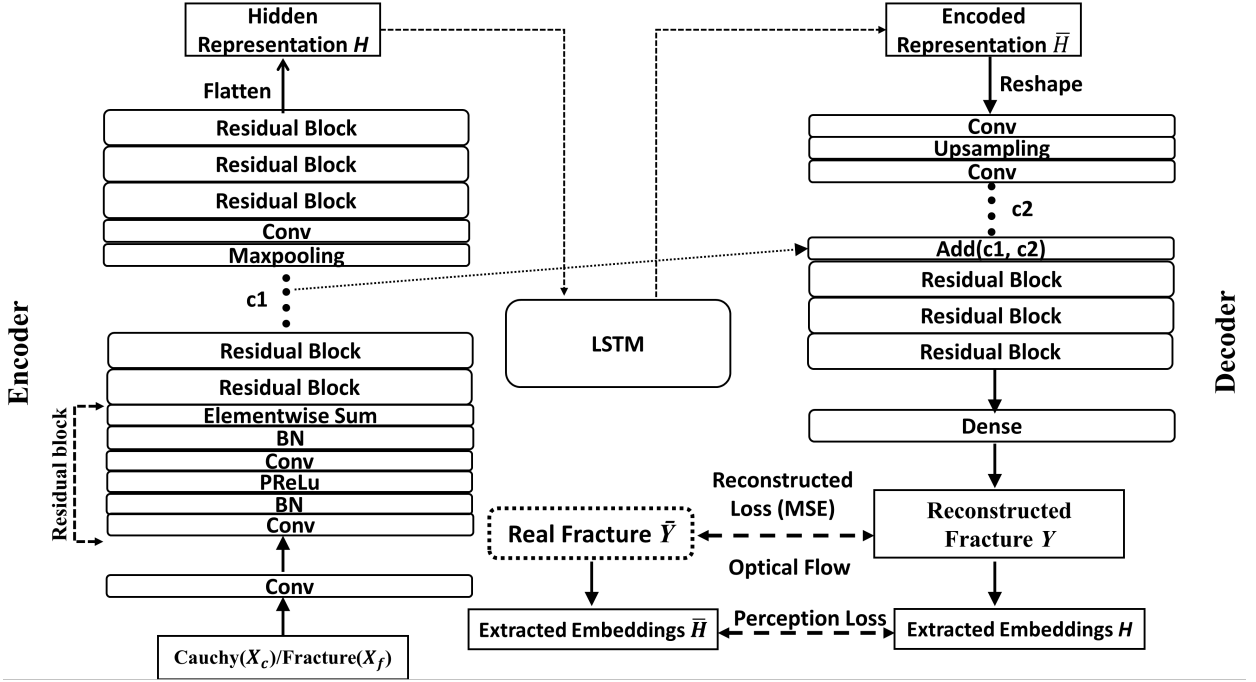 Hidden
Representation H
Flatten
Residual Block
Residual Block
Residual Block
Conv
Maxpooling
c1
Residual Block
Residual Block
Elementwise Sum
BN
Conv
PReLu
BN
Conv
Conv
Cauchy(X_c)/Fracture(X_f)
Encoder
Residual block
LSTM
Encoded
Representation H̅
Reshape
Conv
Upsampling
Conv
c2
Add(c1, c2)
Residual Block
Residual Block
Residual Block
Dense
Reconstructed
Fracture Y
Reconstructed
Loss (MSE)
Optical Flow
Real Fracture Y̅
Extracted Embeddings H̅
Perception Loss
Extracted Embeddings H
Decoder